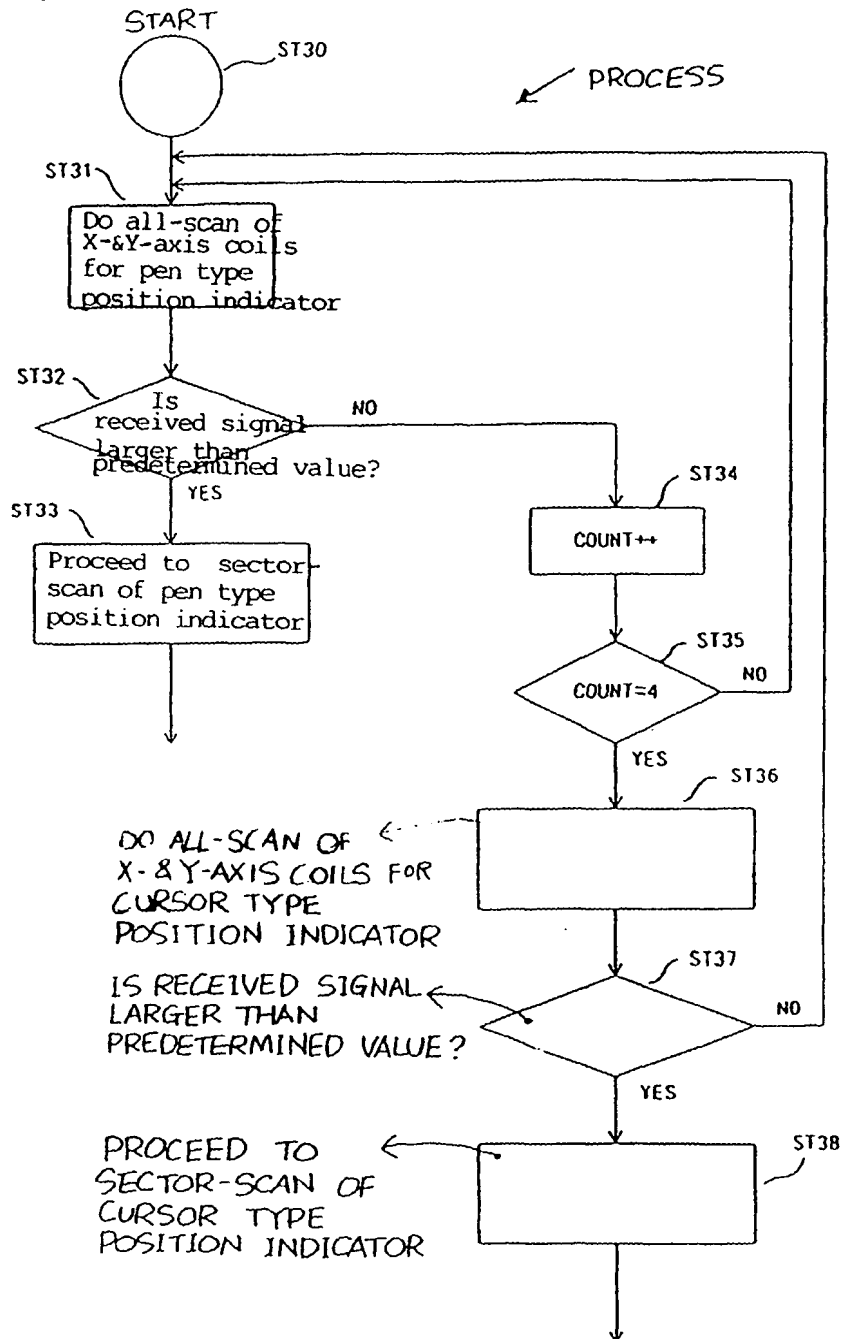 START
ST30
PROCESS
ST31
Do all-scan of
X-&Y-axis coils
for pen type
position indicator
ST32
Is
received signal
larger than
predetermined value?
NO
YES
ST33
Proceed to sector-
scan of pen type
position indicator
ST34
COUNT++
ST35
COUNT=4
NO
YES
ST36
DO ALL-SCAN OF
X- & Y-AXIS COILS FOR
CURSOR TYPE
POSITION INDICATOR
ST37
IS RECEIVED SIGNAL
LARGER THAN
PREDETERMINED VALUE?
NO
YES
ST38
PROCEED TO
SECTOR-SCAN OF
CURSOR TYPE
POSITION INDICATOR